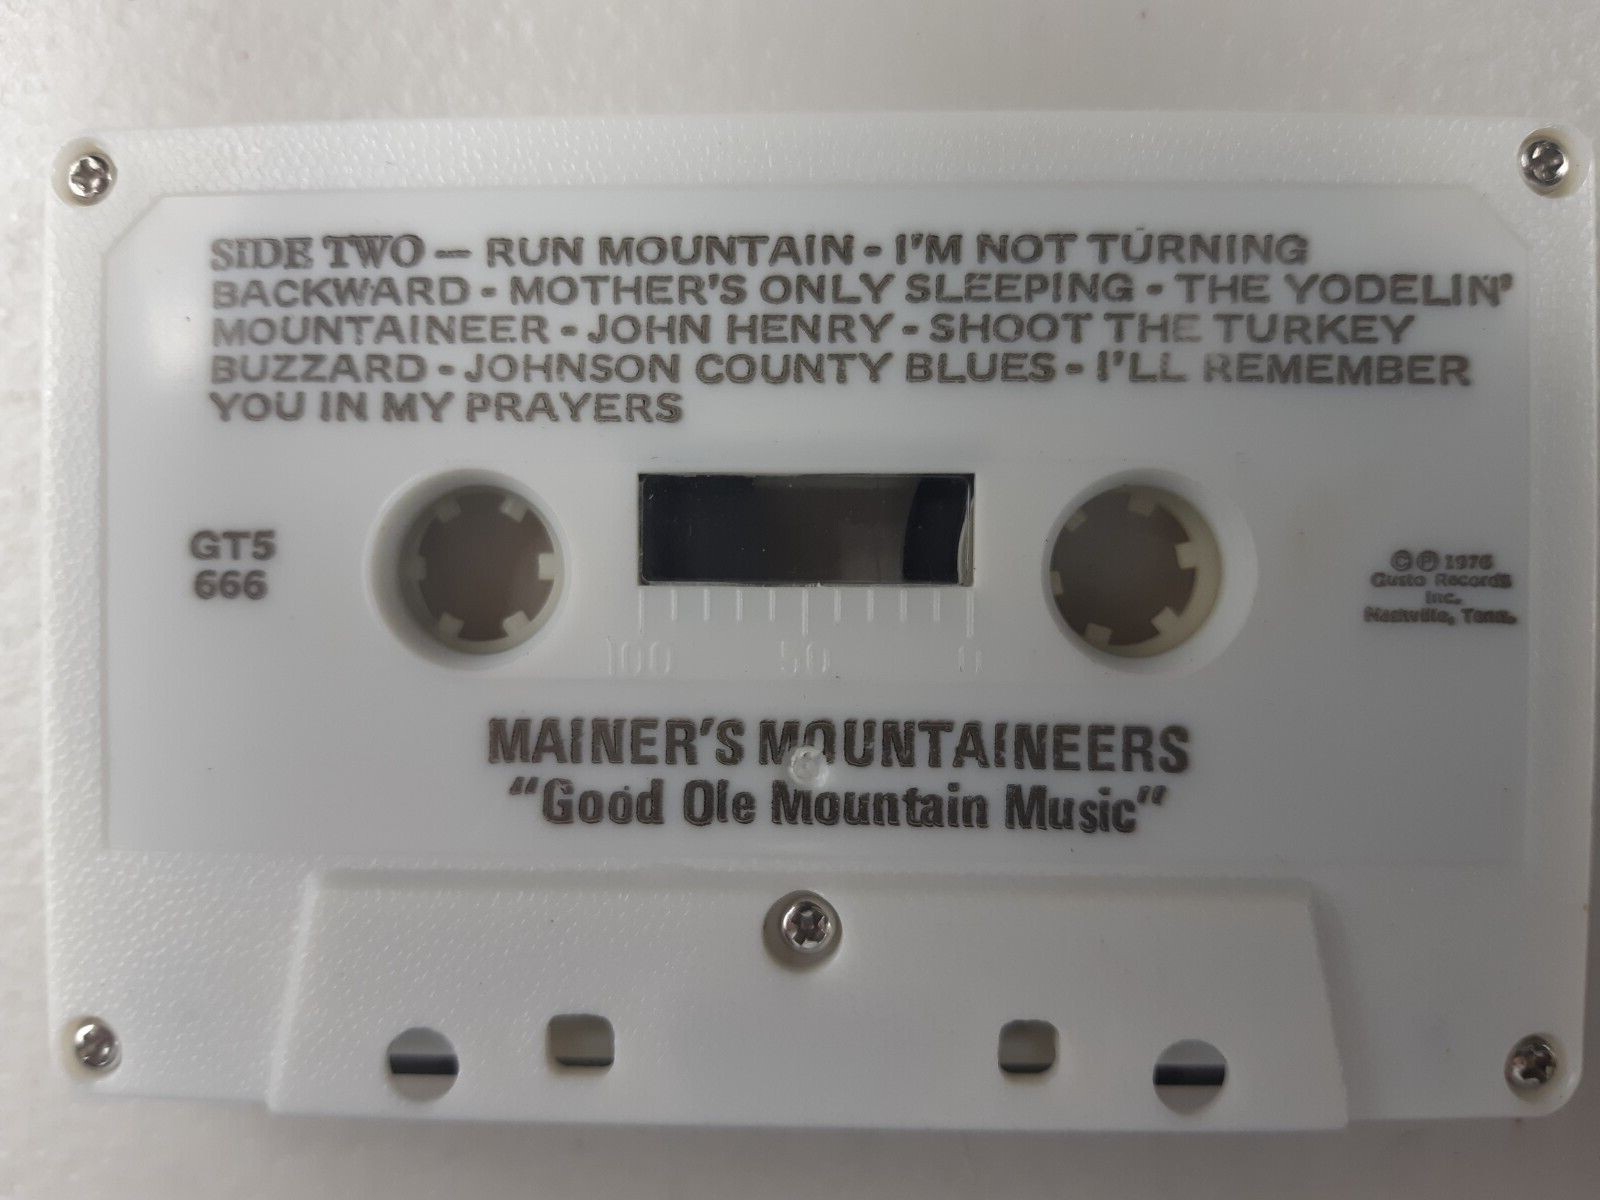 SIDE TWO — RUN MOUNTAIN - I'M NOT TURNING
BACKWARD - MOTHER'S ONLY SLEEPING - THE YODELIN'
MOUNTAINEER - JOHN HENRY - SHOOT THE TURKEY
BUZZARD - JOHNSON COUNTY BLUES - I'LL REMEMBER
YOU IN MY PRAYERS
GT5
666
© ℗ 1976
Gusto Records
Inc.
Nashville, Tenn.
100 50 0
MAINER'S MOUNTAINEERS
"Good Ole Mountain Music"